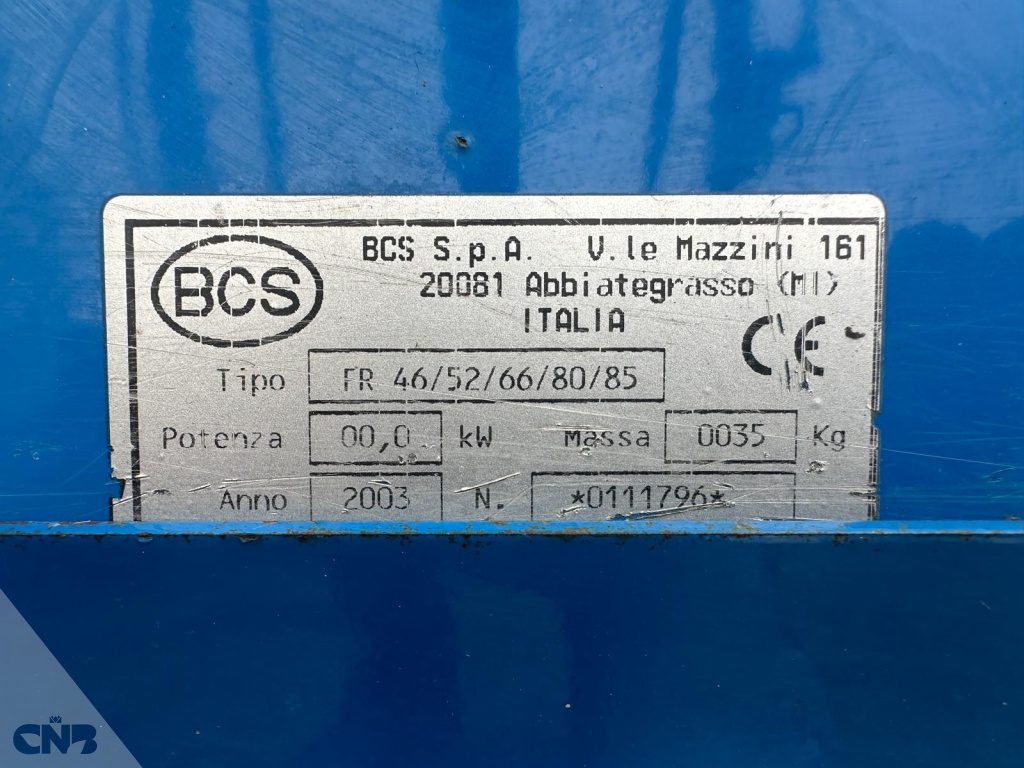 BCS
BCS S.p.A. V.le Mazzini 161
20081 Abbiategrasso (MI)
ITALIA
CE
Tipo FR 46/52/66/80/85
Potenza 00,0 kW massa 0035 Kg
Anno 2003 N. *0111796*
CNB